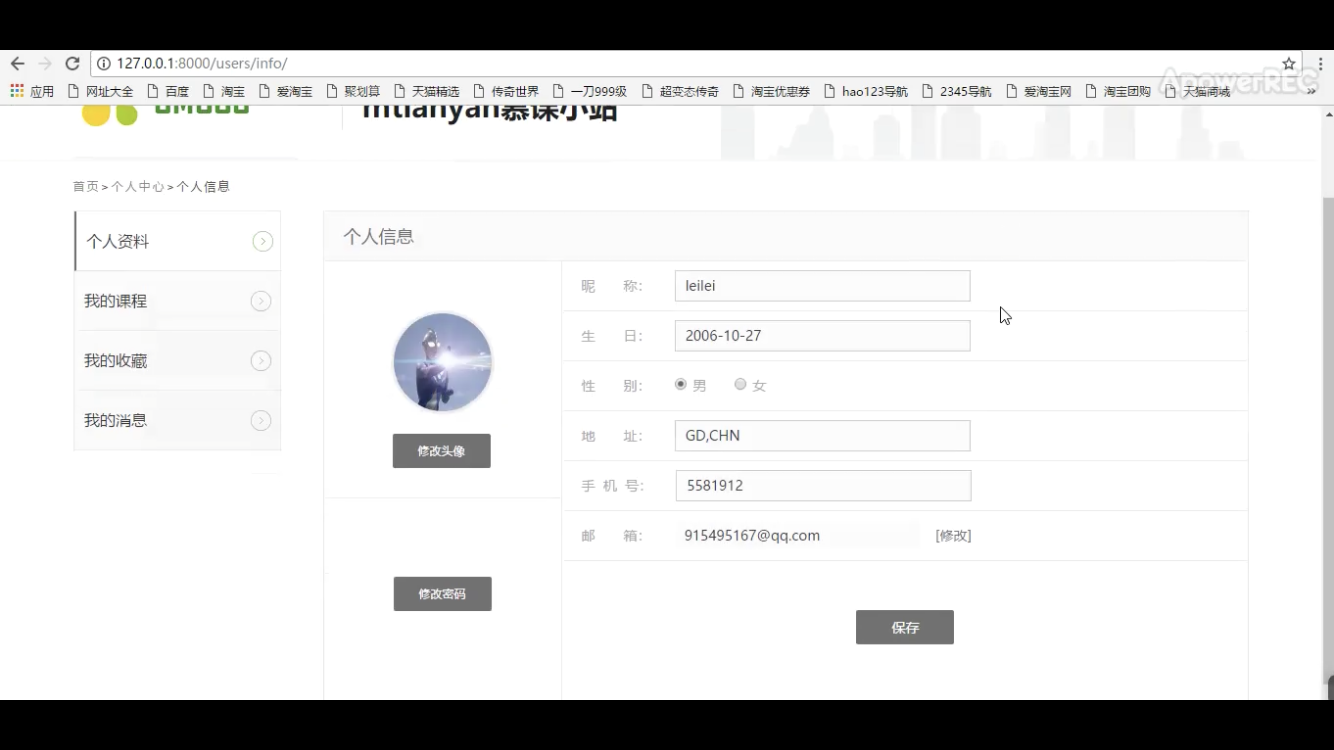 127.0.0.1:8000/users/info/
ApowerREC
应用 网址大全 百度 淘宝 爱淘宝 聚划算 天猫精选 传奇世界 一刀999级 超变态传奇 淘宝优惠券 hao123导航 2345导航 爱淘宝网 淘宝团购 天猫商城 »
mtianyan慕课小站
首页>个人中心>个人信息
个人资料
我的课程
我的收藏
我的消息
个人信息
修改头像
修改密码
昵 称: leilei
生 日: 2006-10-27
性 别: 男 女
地 址: GD,CHN
手 机 号: 5581912
邮 箱: 915495167@qq.com [修改]
保存